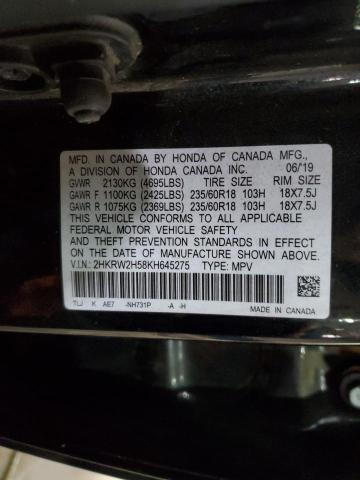 MFD. IN CANADA BY HONDA OF CANADA MFG.,
A DIVISION OF HONDA CANADA INC. 06/19
GVWR 2130KG (4695LBS) TIRE SIZE RIM SIZE
GAWR F 1100KG (2425LBS) 235/60R18 103H 18X7.5J
GAWR R 1075KG (2369LBS) 235/60R18 103H 18X7.5J
THIS VEHICLE CONFORMS TO ALL APPLICABLE
FEDERAL MOTOR VEHICLE SAFETY
AND THEFT PREVENTION STANDARDS IN EFFECT
ON THE DATE OF MANUFACTURE SHOWN ABOVE.
V.I.N.: 2HKRW2H58KH645275 TYPE: MPV
TLJ K AE7 -NH731P -A -H MADE IN CANADA